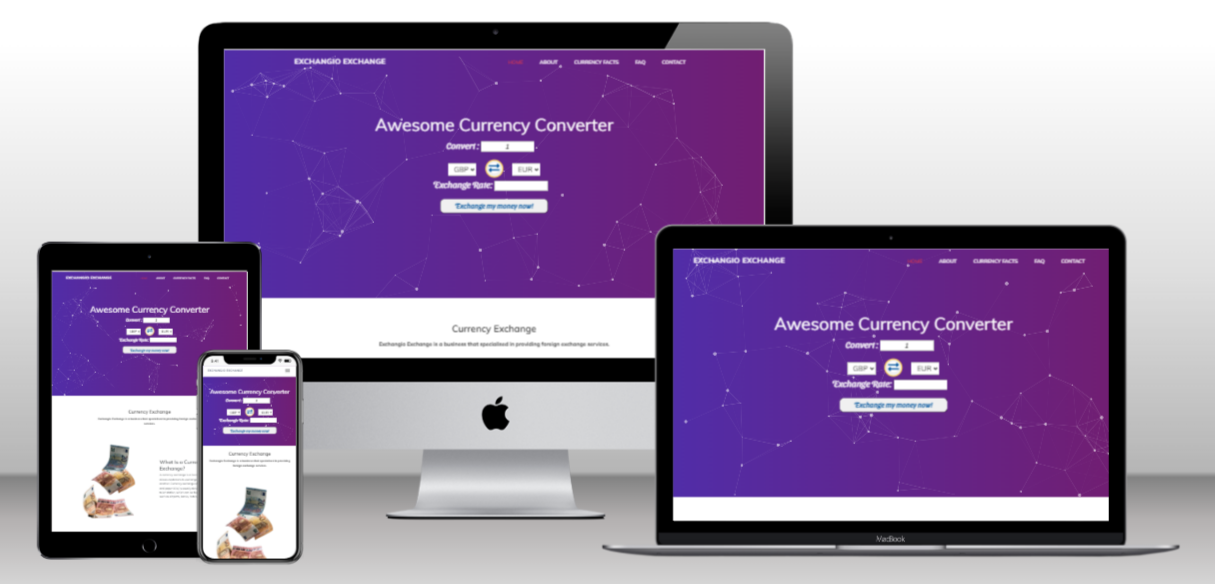 EXCHANGIO EXCHANGE HOME ABOUT CURRENCY FACTS FAQ CONTACT
Awesome Currency Converter
Convert : 1
GBP EUR
Exchange Rate:
Exchange my money now!
Currency Exchange
Exchangio Exchange is a business that specialised in providing foreign exchange services.
EXCHANGIO EXCHANGE HOME ABOUT CURRENCY FACTS FAQ CONTACT
Awesome Currency Converter
Convert : 1
GBP EUR
Exchange Rate:
Exchange my money now!
MacBook
EXCHANGIO EXCHANGE ABOUT CURRENCY FACTS FAQ CONTACT
Awesome Currency Converter
Convert : 1
GBP EUR
Exchange Rate:
Exchange my money now!
Currency Exchange
Exchangio Exchange is a business that specialised in providing foreign exchange
services.
What Is a
Exchange?
Awesome Currency Converter
Convert : 1
Exchange Rate:
Exchange my money now!
Currency Exchange
Exchangio Exchange is a business that specialised in providing
foreign exchange services.